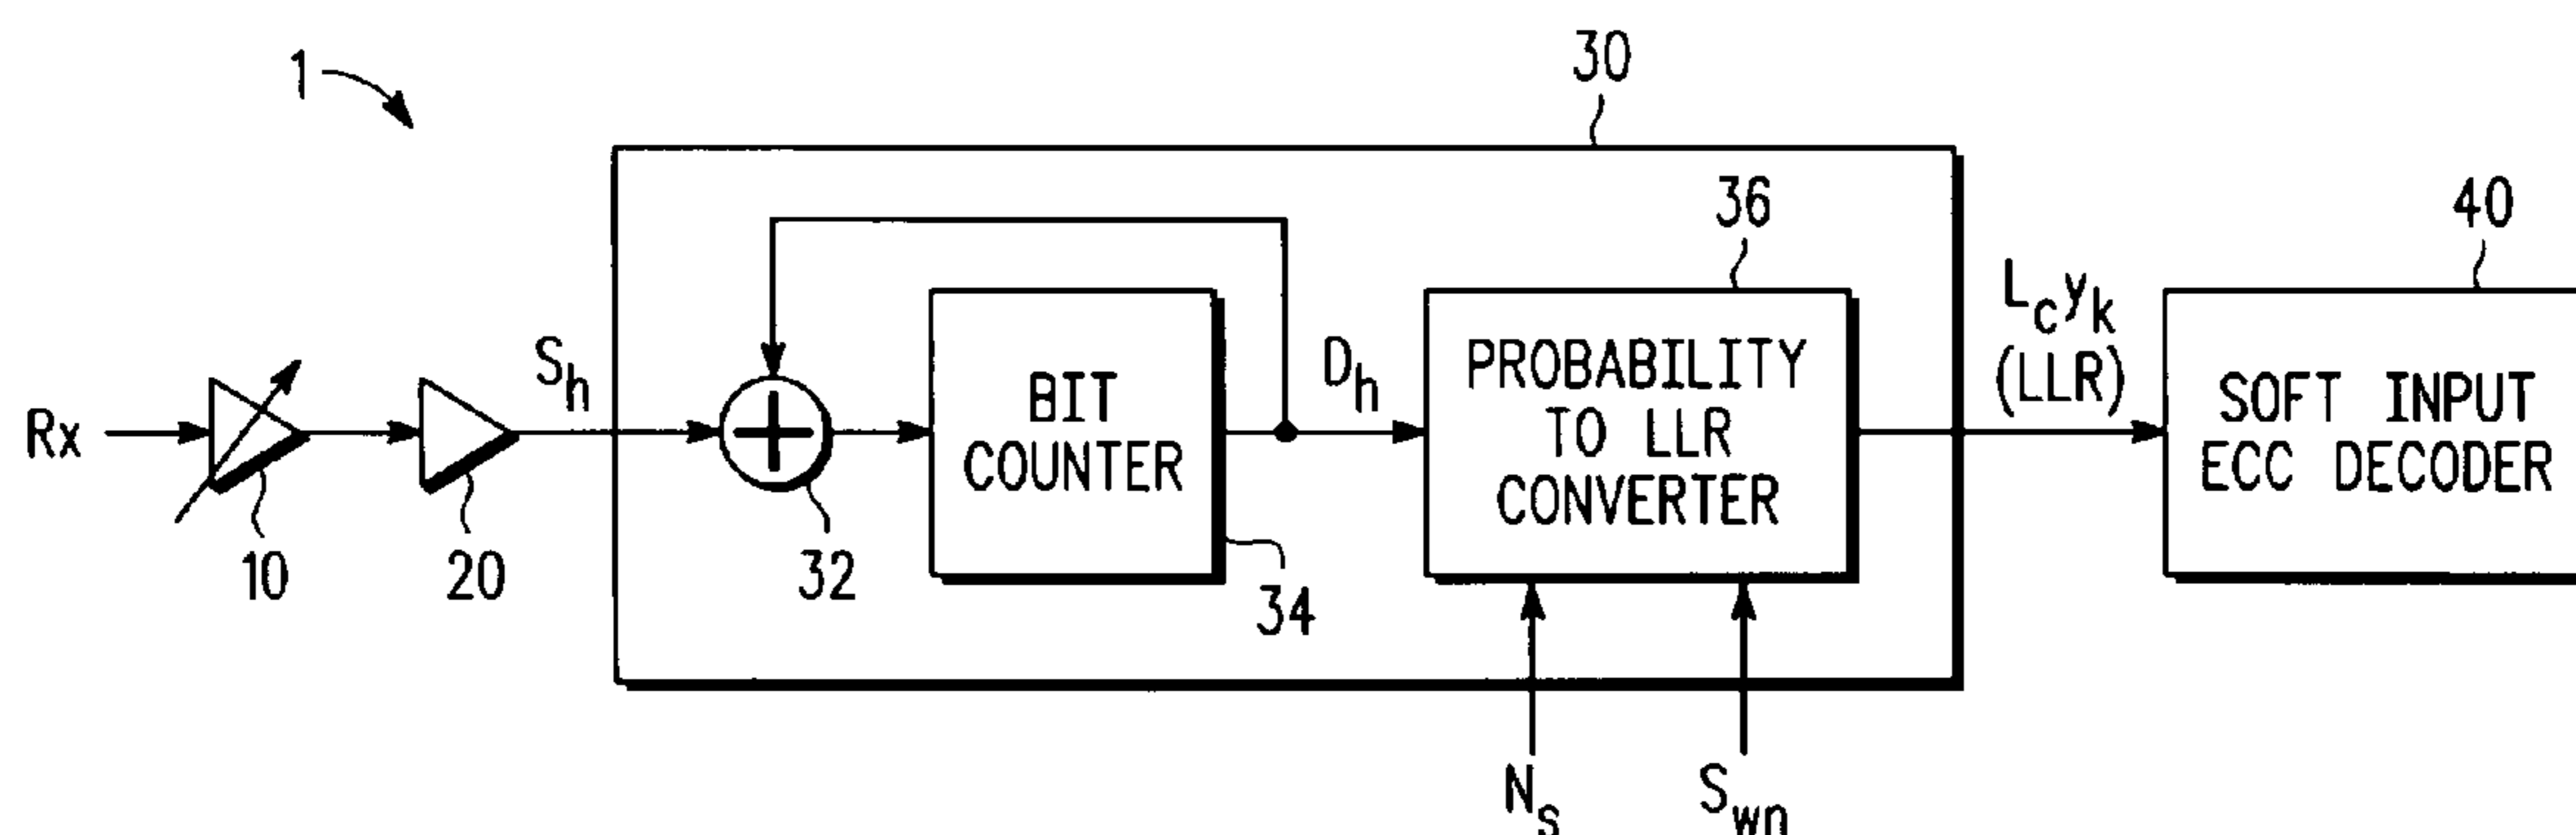 1
30
36
40
Rx
10
20
S_h
32
BIT
COUNTER
34
D_h
PROBABILITY
TO LLR
CONVERTER
L_c y_k
(LLR)
SOFT INPUT
ECC DECODER
N_s
S_wn